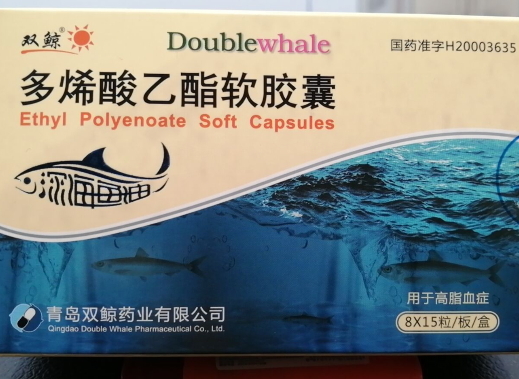 双鲸®
Doublewhale
国药准字H20003635
多烯酸乙酯软胶囊
Ethyl Polyenoate Soft Capsules
深海鱼油
用于高脂血症
青岛双鲸药业有限公司
Qingdao Double Whale Pharmaceutical Co., Ltd.
8X15粒/板/盒